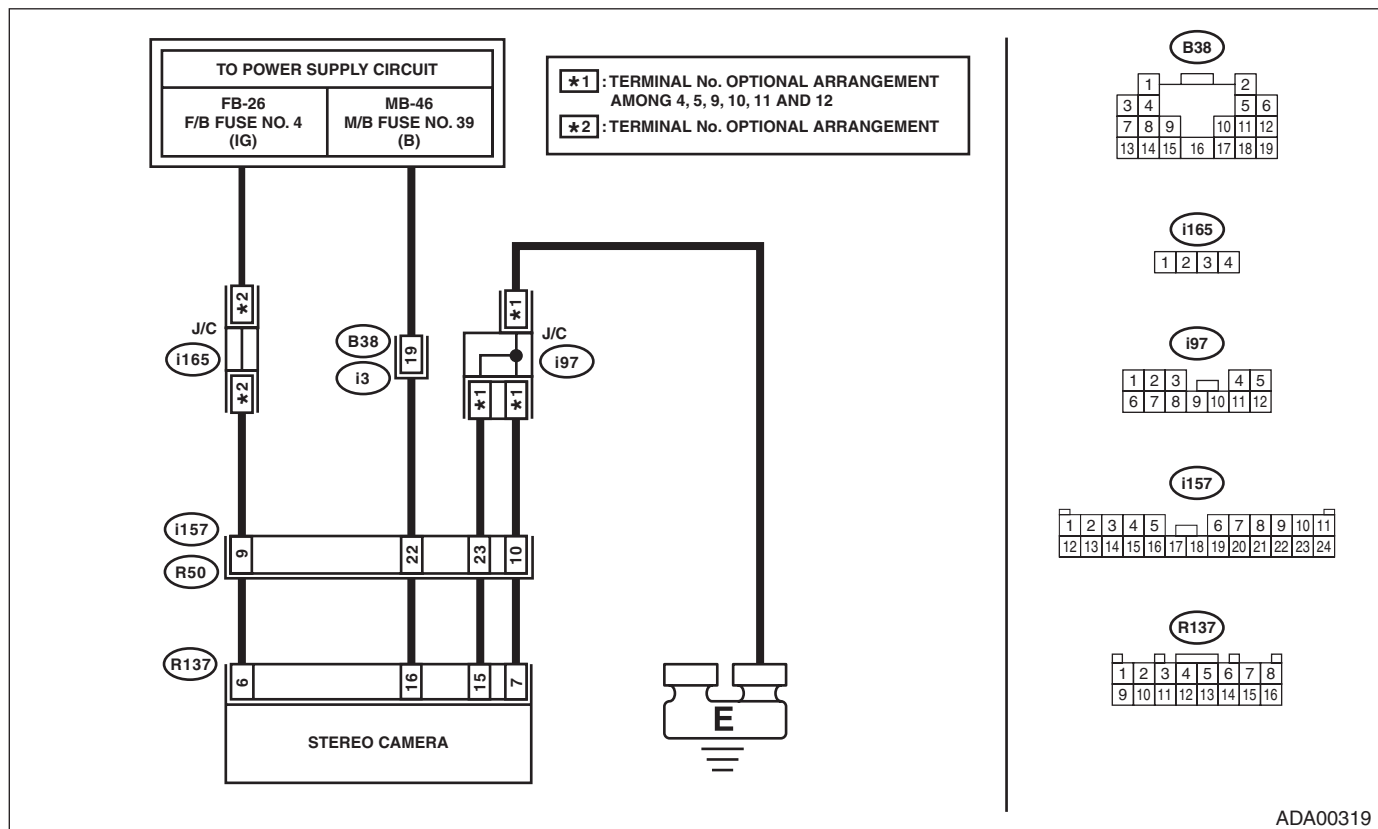 TO POWER SUPPLY CIRCUIT
FB-26
F/B FUSE NO. 4
(IG)
MB-46
M/B FUSE NO. 39
(B)
*1 : TERMINAL No. OPTIONAL ARRANGEMENT
AMONG 4, 5, 9, 10, 11 AND 12
*2 : TERMINAL No. OPTIONAL ARRANGEMENT
*2
J/C
i165
*2
B38
19
i3
*1
J/C
i97
*1 *1
i157
9 22 23 10
R50
R137
6 16 15 7
STEREO CAMERA
E
B38
1 2
3 4 5 6
7 8 9 10 11 12
13 14 15 16 17 18 19
i165
1 2 3 4
i97
1 2 3 4 5
6 7 8 9 10 11 12
i157
1 2 3 4 5 6 7 8 9 10 11
12 13 14 15 16 17 18 19 20 21 22 23 24
R137
1 2 3 4 5 6 7 8
9 10 11 12 13 14 15 16
ADA00319